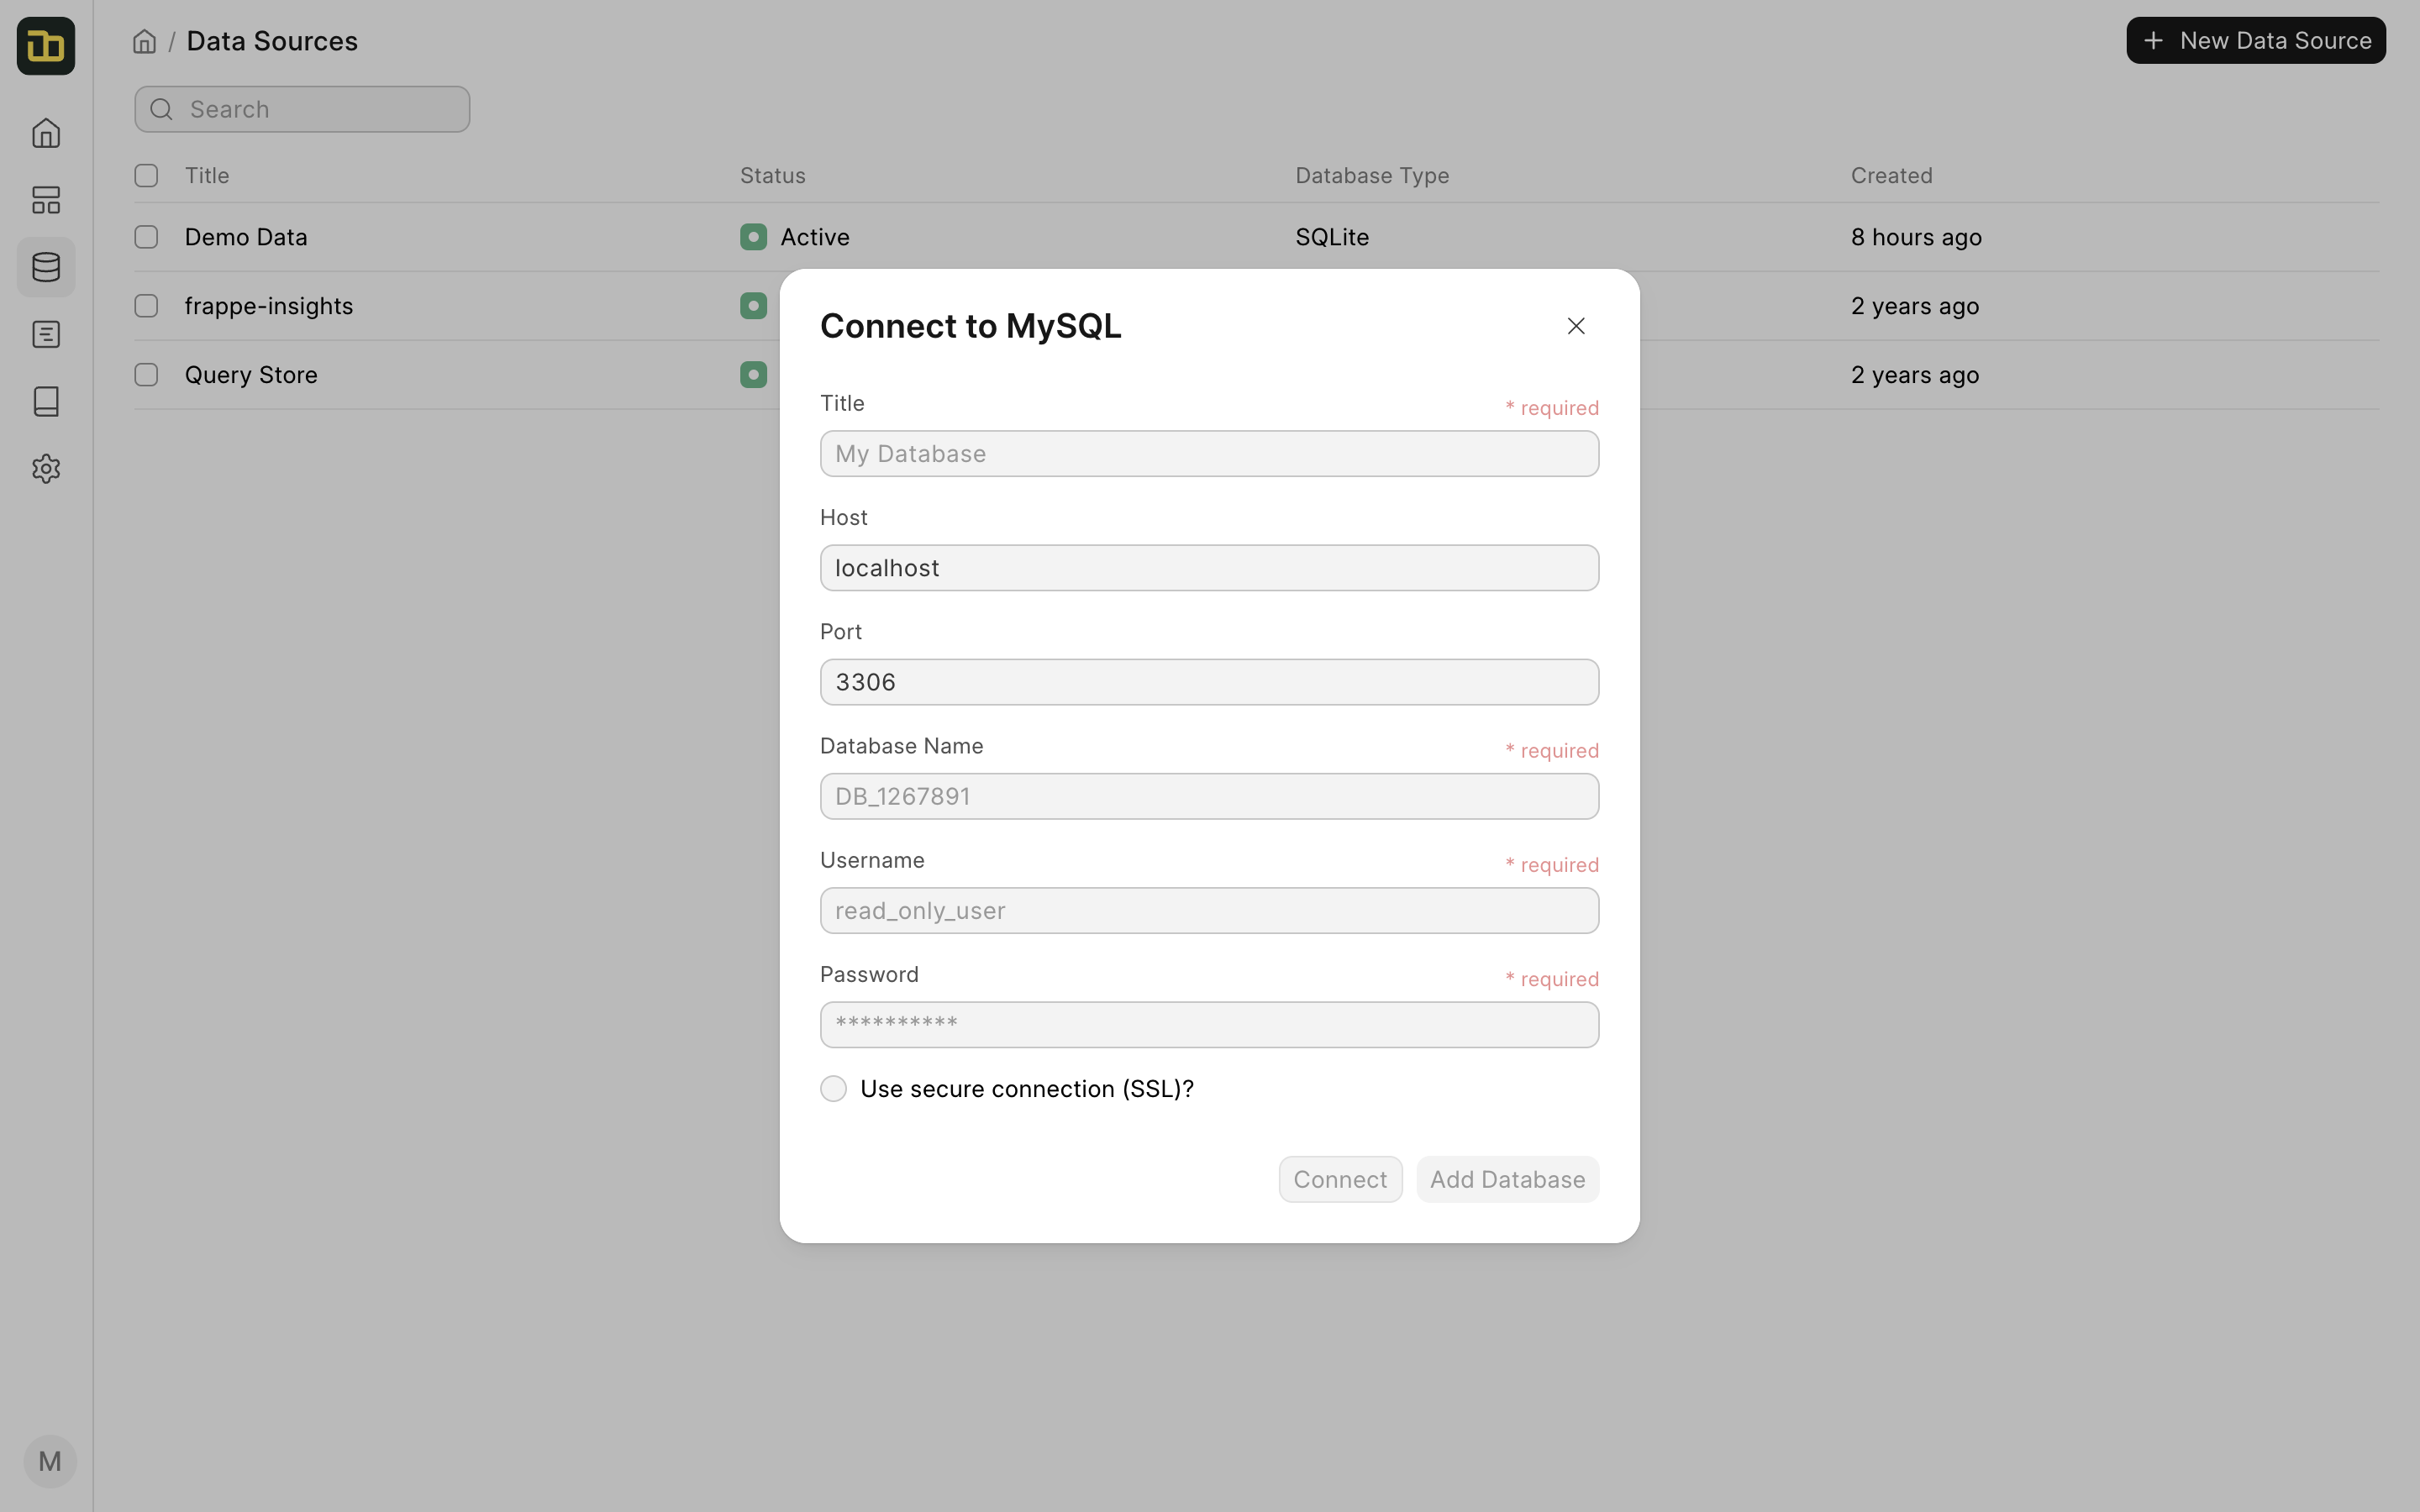 / Data Sources
+ New Data Source
Search
Title Status Database Type Created
Demo Data Active SQLite 8 hours ago
frappe-insights 2 years ago
Query Store 2 years ago
Connect to MySQL
Title * required
My Database
Host
localhost
Port
3306
Database Name * required
DB_1267891
Username * required
read_only_user
Password * required
**********
Use secure connection (SSL)?
Connect Add Database
M